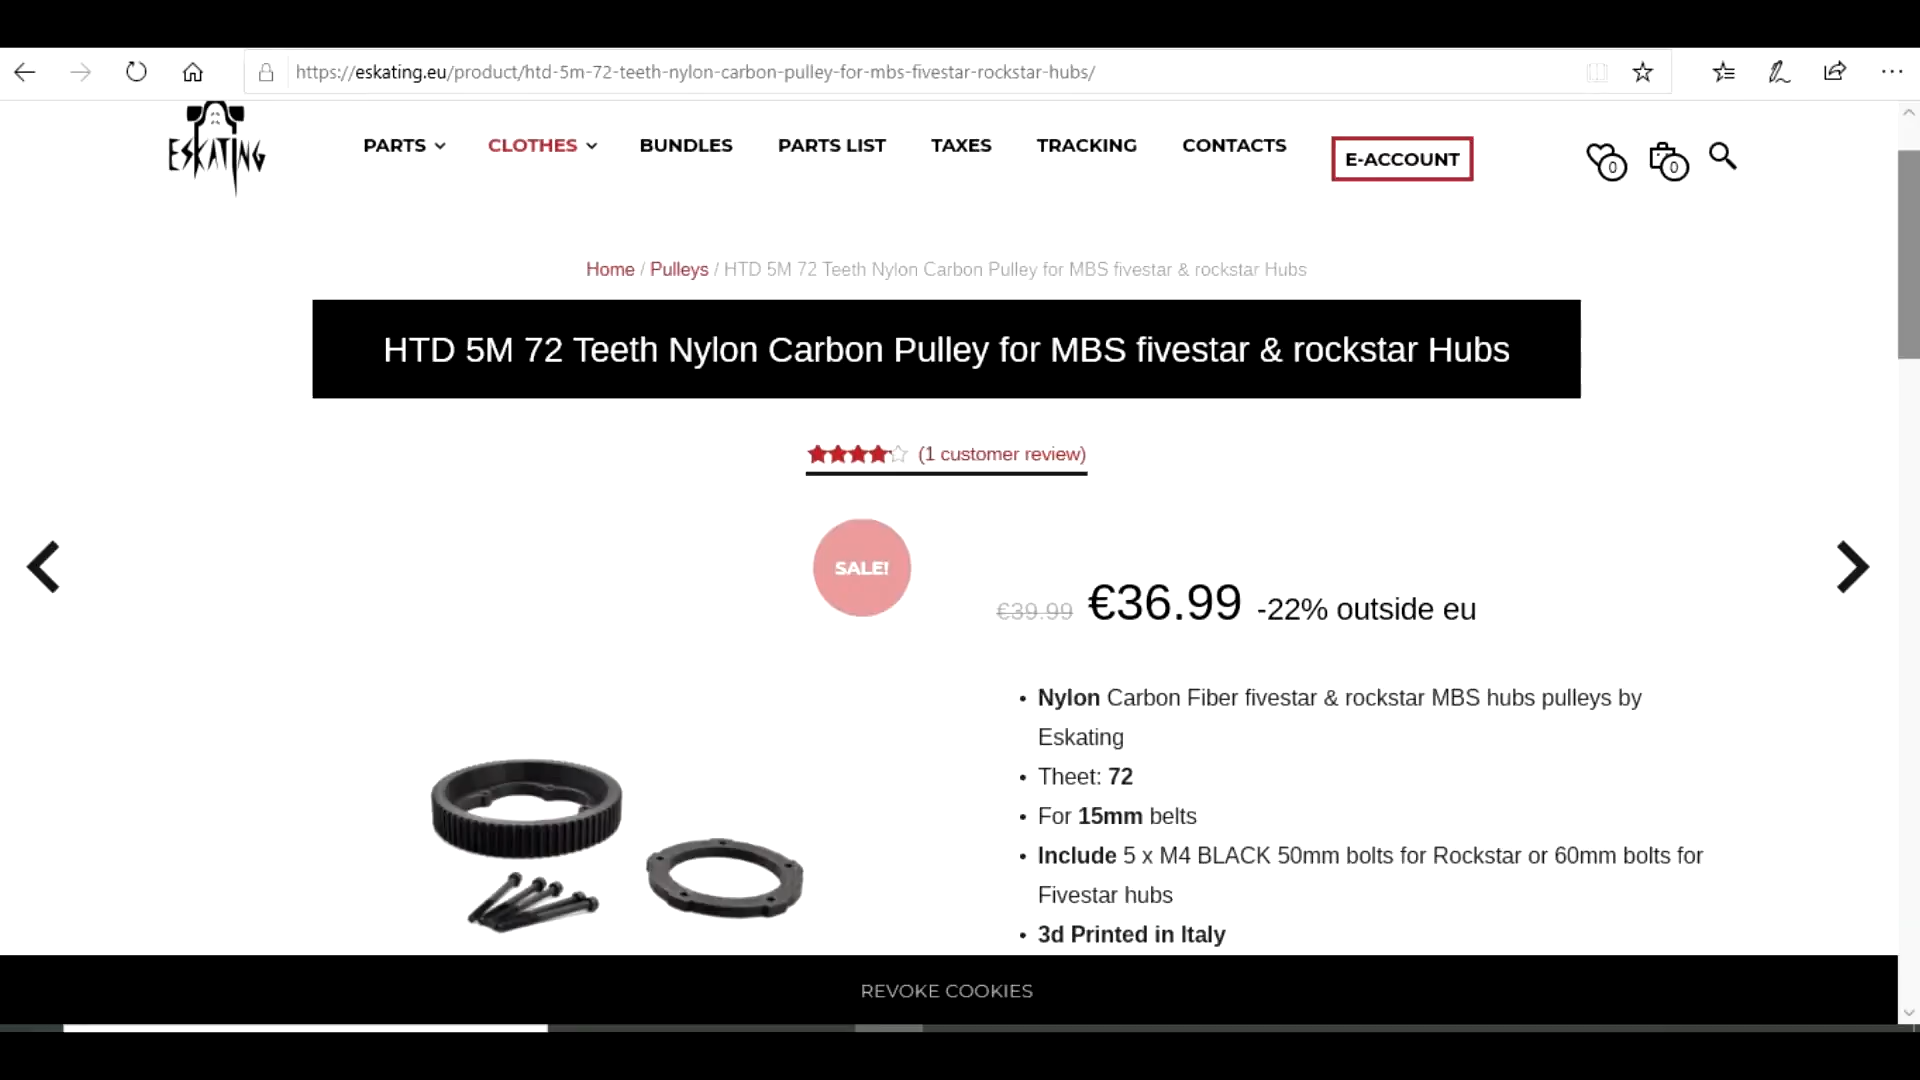 https://eskating.eu/product/htd-5m-72-teeth-nylon-carbon-pulley-for-mbs-fivestar-rockstar-hubs/
ESKATING
PARTS CLOTHES BUNDLES PARTS LIST TAXES TRACKING CONTACTS E-ACCOUNT 0 0
Home / Pulleys / HTD 5M 72 Teeth Nylon Carbon Pulley for MBS fivestar & rockstar Hubs
HTD 5M 72 Teeth Nylon Carbon Pulley for MBS fivestar & rockstar Hubs
(1 customer review)
SALE!
€39.99 €36.99 -22% outside eu
• Nylon Carbon Fiber fivestar & rockstar MBS hubs pulleys by
Eskating
• Theet: 72
• For 15mm belts
• Include 5 x M4 BLACK 50mm bolts for Rockstar or 60mm bolts for
Fivestar hubs
• 3d Printed in Italy
REVOKE COOKIES